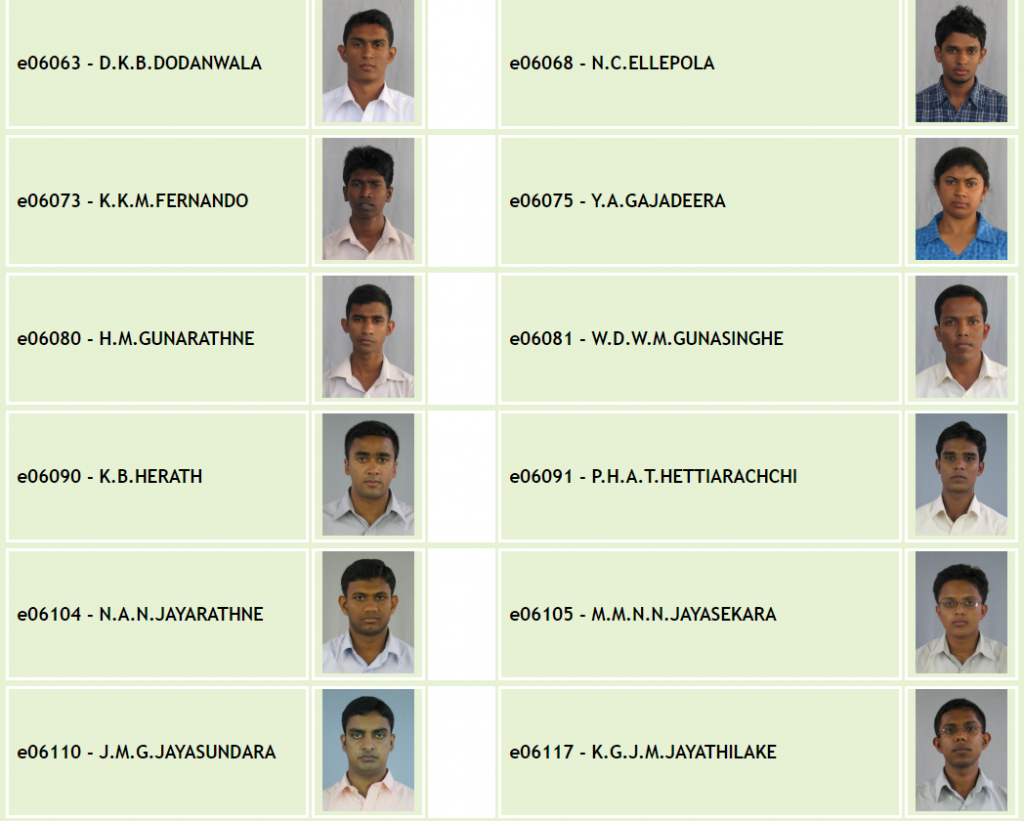 e06063 - D.K.B.DODANWALA
e06068 - N.C.ELLEPOLA
e06073 - K.K.M.FERNANDO
e06075 - Y.A.GAJADEERA
e06080 - H.M.GUNARATHNE
e06081 - W.D.W.M.GUNASINGHE
e06090 - K.B.HERATH
e06091 - P.H.A.T.HETTIARACHCHI
e06104 - N.A.N.JAYARATHNE
e06105 - M.M.N.N.JAYASEKARA
e06110 - J.M.G.JAYASUNDARA
e06117 - K.G.J.M.JAYATHILAKE